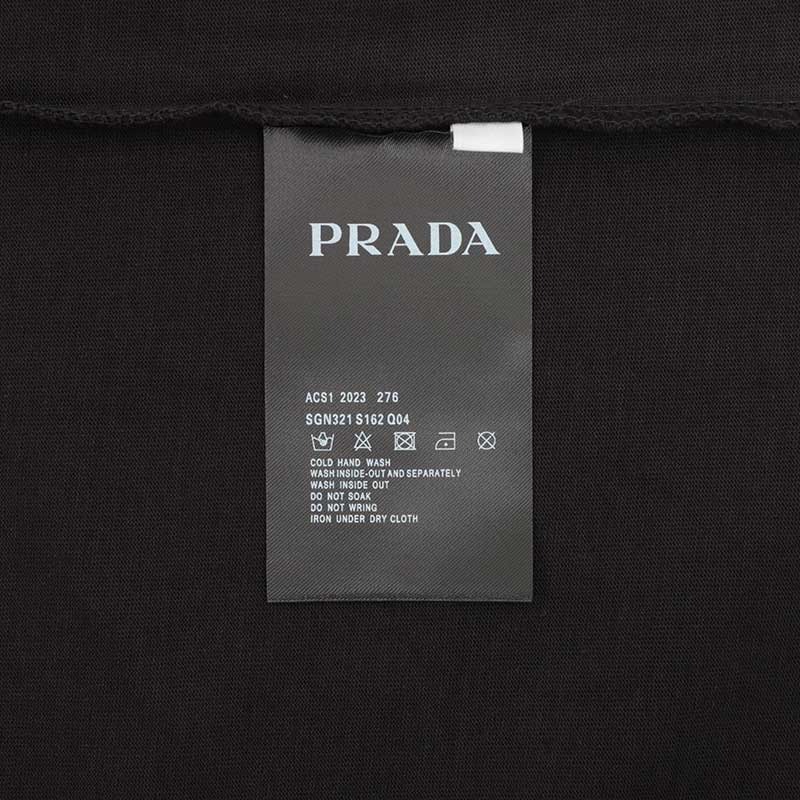 PRADA
ACS1 2023 276
SGN321 S162 Q04
COLD HAND WASH
WASH INSIDE-OUT AND SEPARATELY
WASH INSIDE OUT
DO NOT SOAK
DO NOT WRING
IRON UNDER DRY CLOTH